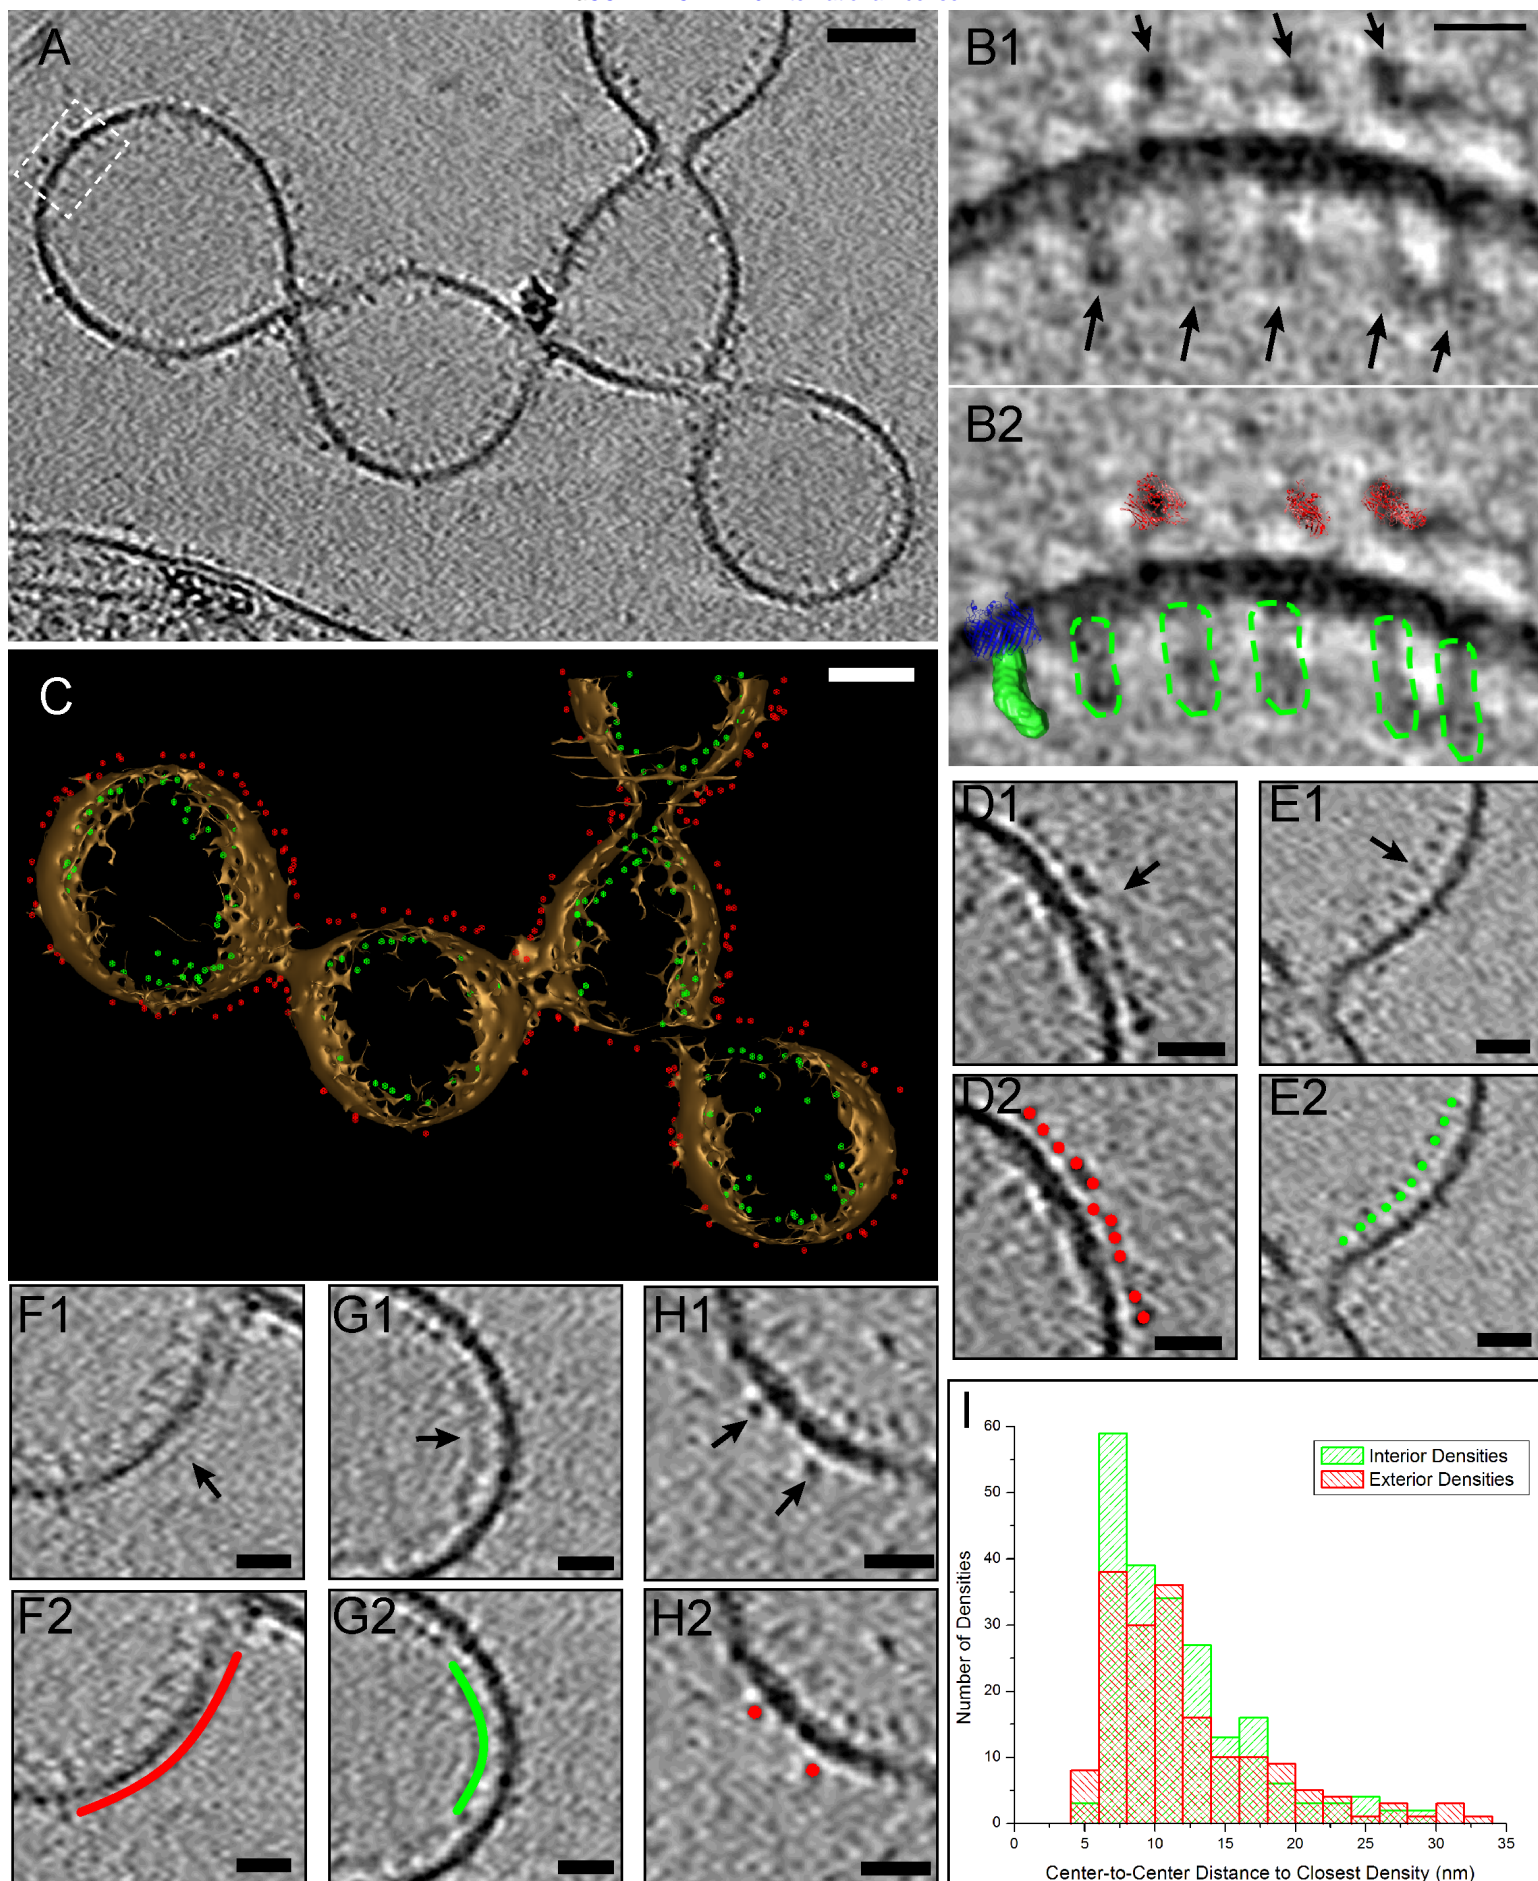 A
B1
B2
C
D1
E1
D2
E2
F1
G1
H1
F2
G2
H2
I
60
50
40
30
20
10
0
Number of Densities
Interior Densities
Exterior Densities
0 5 10 15 20 25 30 35
Center-to-Center Distance to Closest Density (nm)